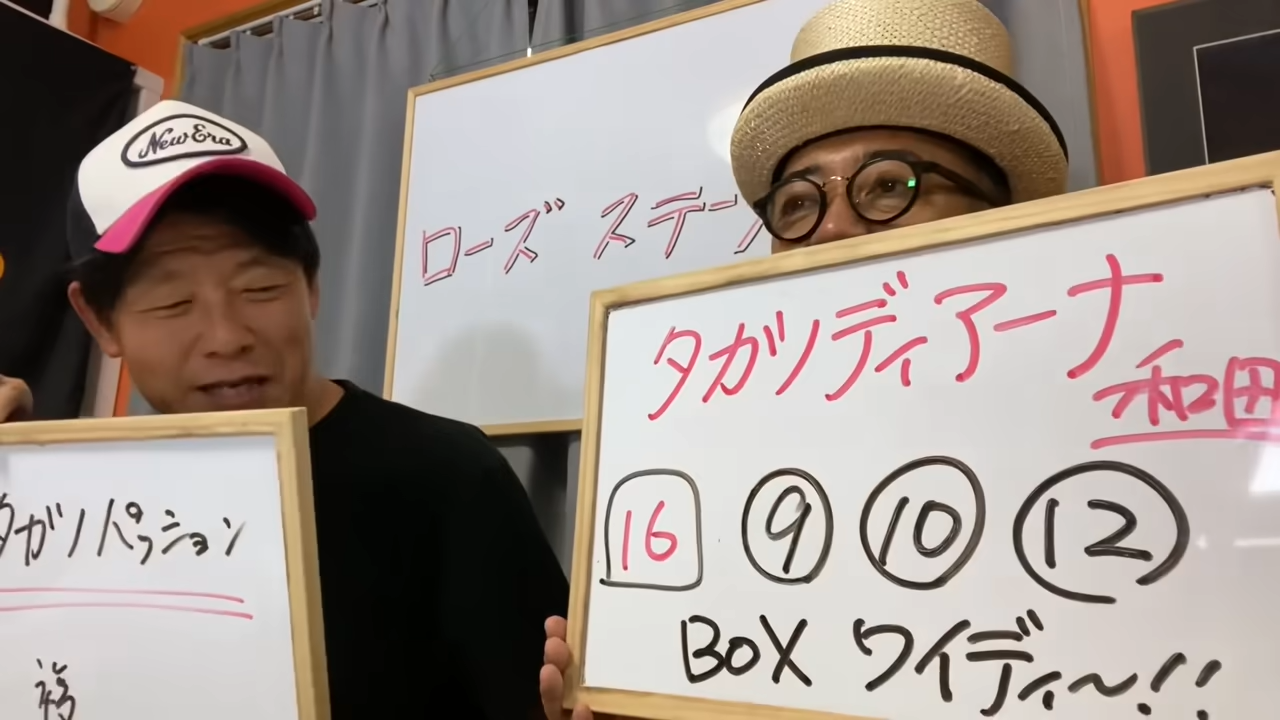 New Era
ローズ ステー
タガノディアーナ
和田
16 9 10 12
BOX ワイディ〜!!
タガノパッション